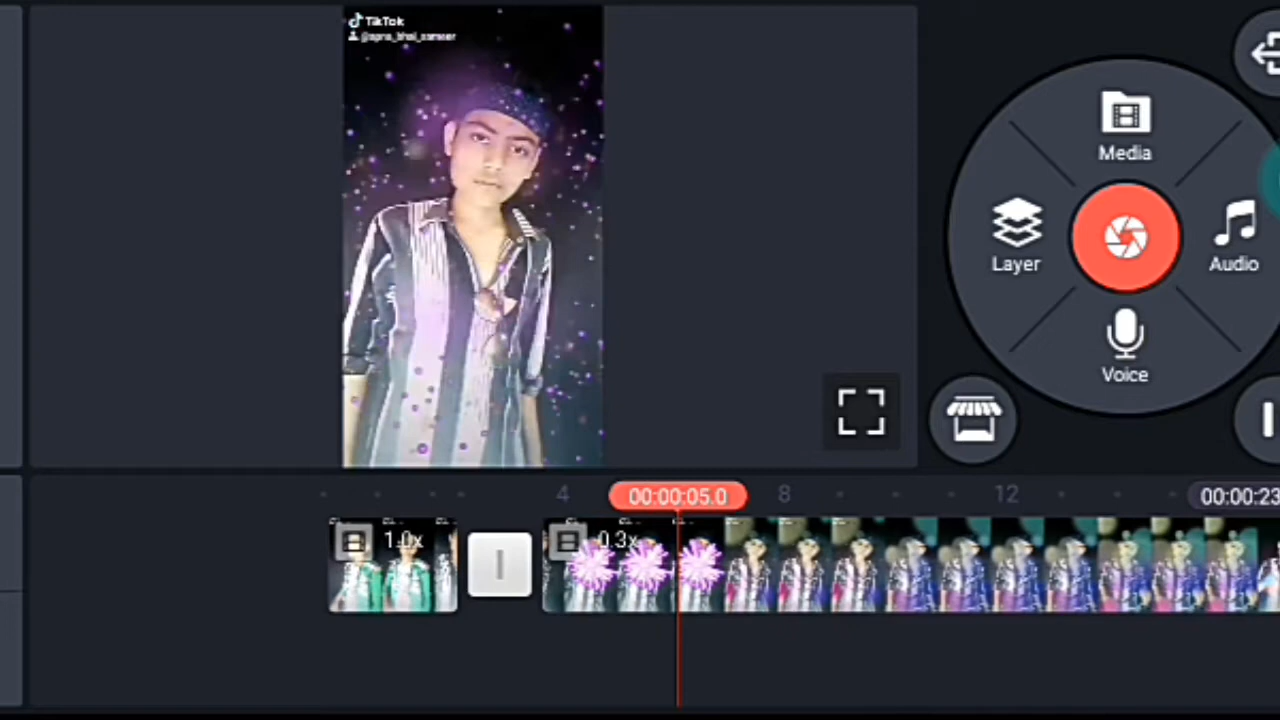 TikTok
@apna_bhai_sameer
Media
Layer
Audio
Voice
4
00:00:05.0
8
12
00:00:23
1.0x
0.3x